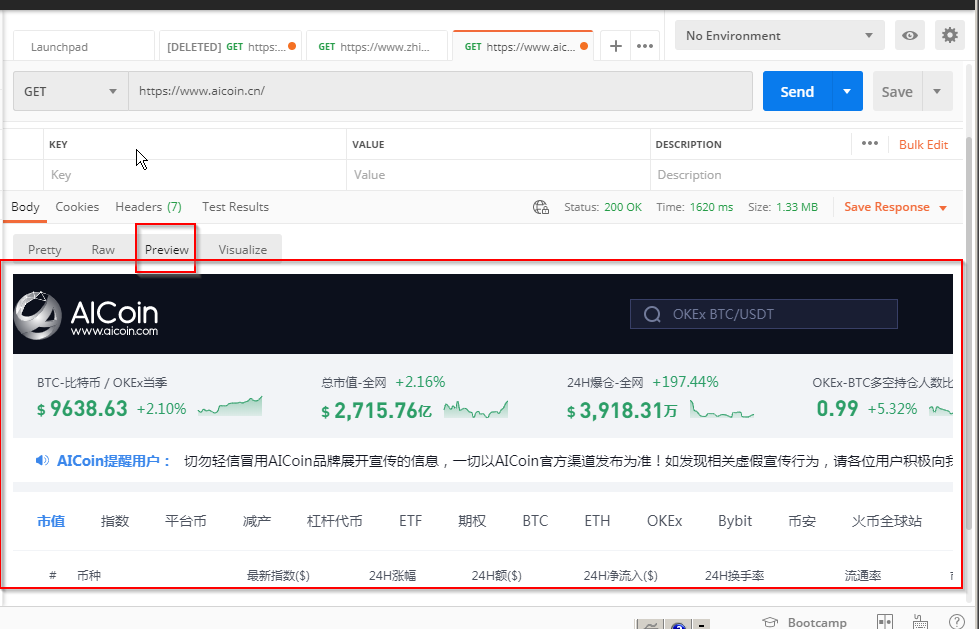 Launchpad
[DELETED] GET https:...
GET https://www.zhi...
GET https://www.aic...
No Environment
GET
https://www.aicoin.cn/
Send
Save
KEY VALUE DESCRIPTION Bulk Edit
Key Value Description
Body Cookies Headers (7) Test Results Status: 200 OK Time: 1620 ms Size: 1.33 MB Save Response
Pretty Raw Preview Visualize
AICoin
www.aicoin.com
OKEx BTC/USDT
BTC-比特币 / OKEx当季 总市值-全网 +2.16% 24H爆仓-全网 +197.44% OKEx-BTC多空持仓人数比
$ 9638.63 +2.10% $ 2,715.76亿 $ 3,918.31万 0.99 +5.32%
AICoin提醒用户： 切勿轻信冒用AICoin品牌展开宣传的信息，一切以AICoin官方渠道发布为准！如发现相关虚假宣传行为，请各位用户积极向我
市值 指数 平台币 减产 杠杆代币 ETF 期权 BTC ETH OKEx Bybit 币安 火币全球站
# 币种 最新指数($) 24H涨幅 24H额($) 24H净流入($) 24H换手率 流通率
Bootcamp